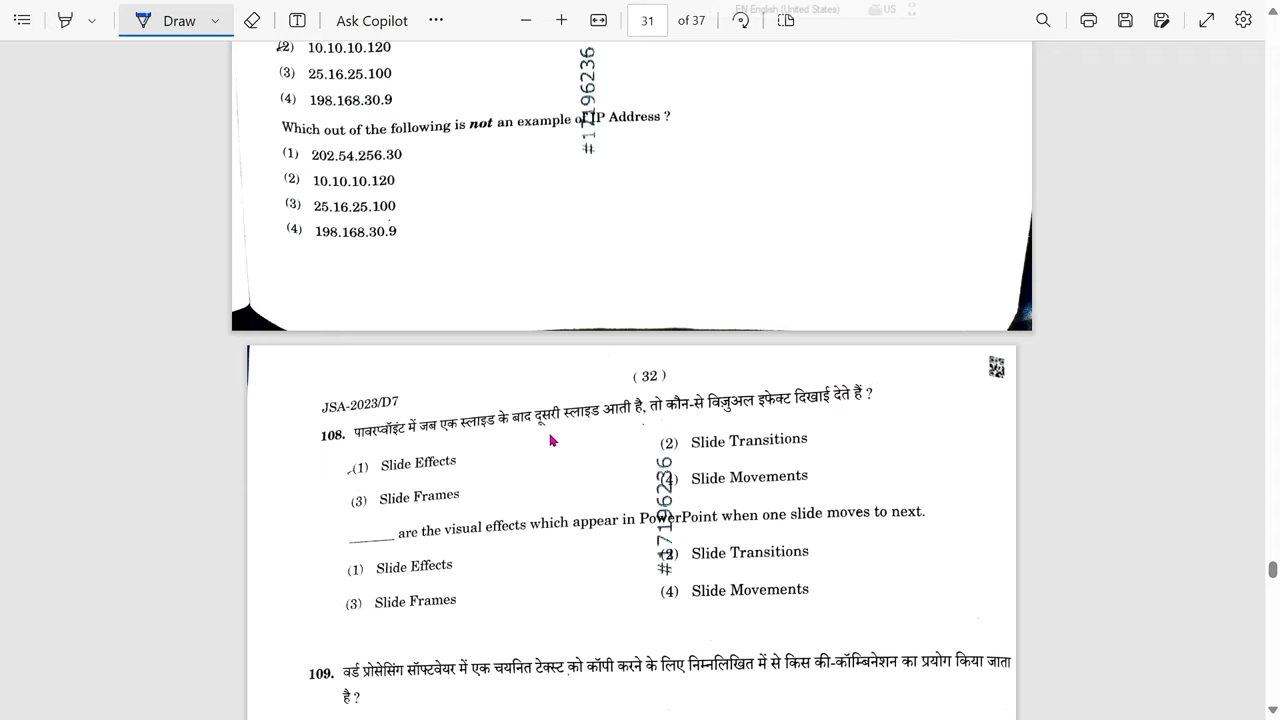 Draw
Ask Copilot
31 of 37
EN English (United States)
US
(2) 10.10.10.120
(3) 25.16.25.100
(4) 198.168.30.9
Which out of the following is not an example of IP Address ?
(1) 202.54.256.30
(2) 10.10.10.120
(3) 25.16.25.100
(4) 198.168.30.9
#17196236
( 32 )
JSA-2023/D7
108. पावरप्वॉइंट में जब एक स्लाइड के बाद दूसरी स्लाइड आती है, तो कौन-से विज़ुअल इफेक्ट दिखाई देते हैं ?
(1) Slide Effects
(2) Slide Transitions
(3) Slide Frames
(4) Slide Movements
______ are the visual effects which appear in PowerPoint when one slide moves to next.
(1) Slide Effects
(2) Slide Transitions
(3) Slide Frames
(4) Slide Movements
#17196236
109. वर्ड प्रोसेसिंग सॉफ्टवेयर में एक चयनित टेक्स्ट को कॉपी करने के लिए निम्नलिखित में से किस की-कॉम्बिनेशन का प्रयोग किया जाता
है ?